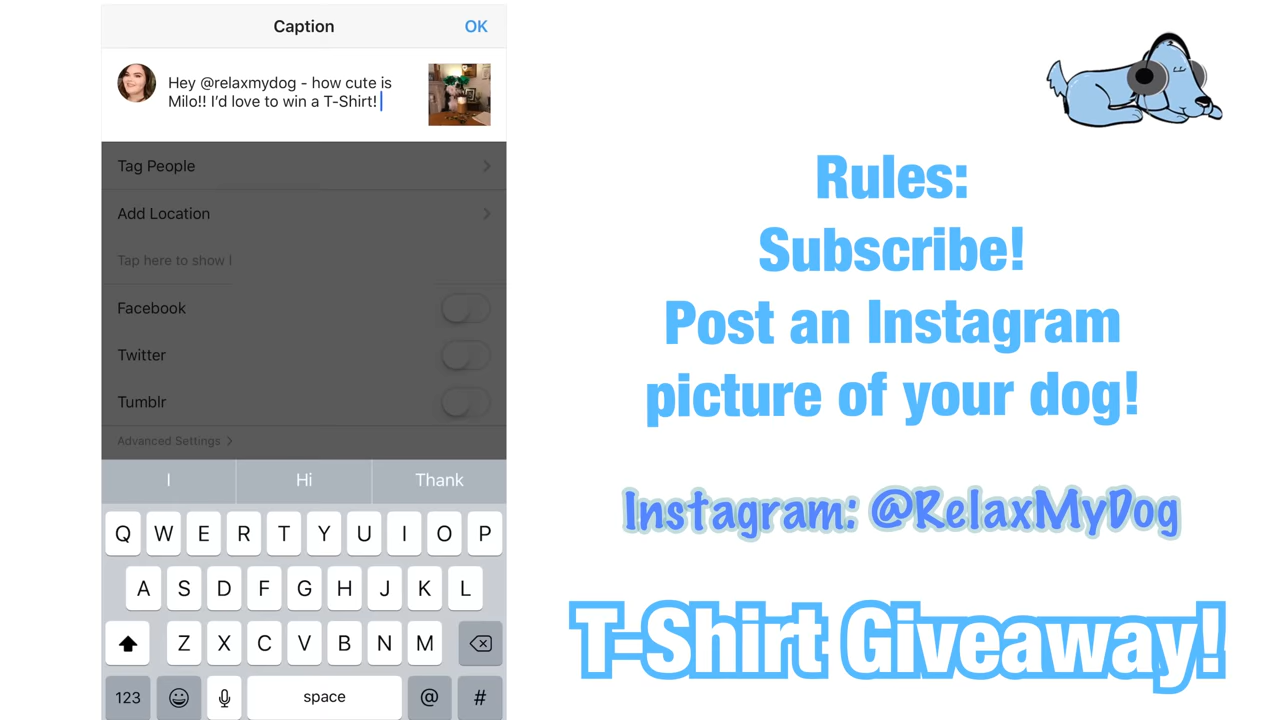 Caption
OK
Hey @relaxmydog - how cute is
Milo!! I'd love to win a T-Shirt!
Tag People
Add Location
Tap here to show l
Facebook
Twitter
Tumblr
Advanced Settings
I
Hi
Thank
Q W E R T Y U I O P
A S D F G H J K L
Z X C V B N M
123
space
@
#
Rules:
Subscribe!
Post an Instagram
picture of your dog!
Instagram: @RelaxMyDog
T-Shirt Giveaway!